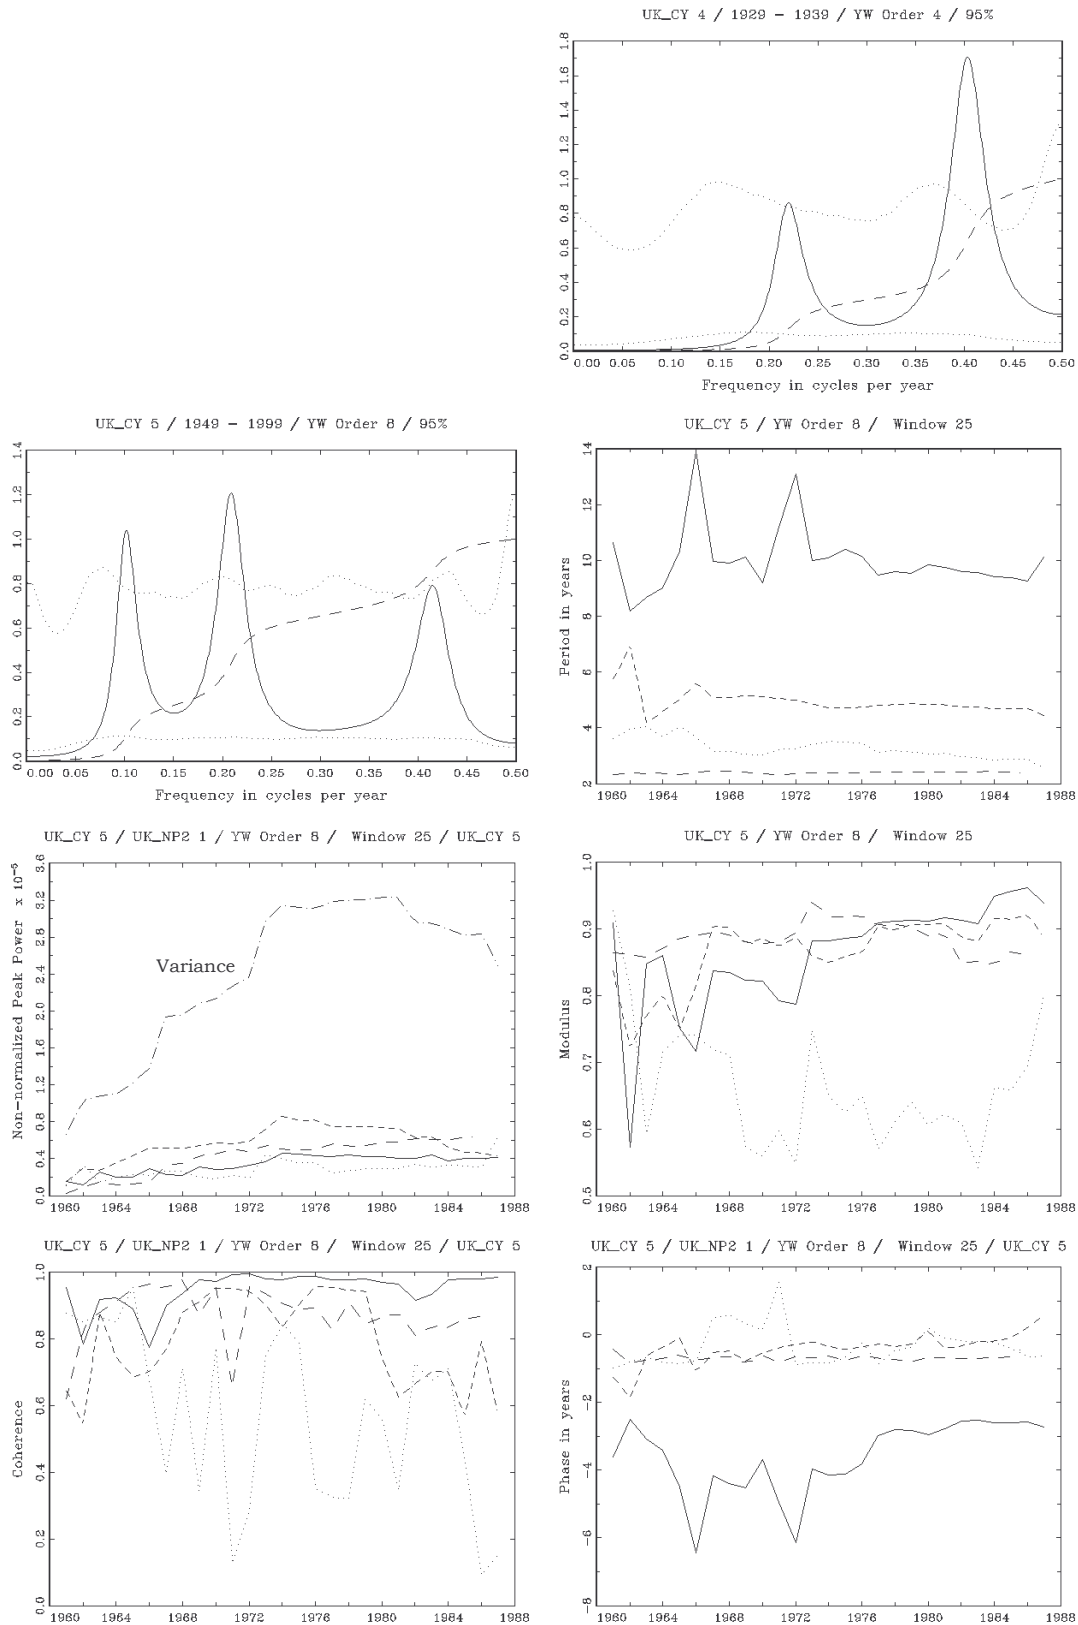 UK_CY 4 / 1929 - 1939 / YW Order 4 / 95%
1.8
1.6
1.4
1.2
1.0
0.8
0.6
0.4
0.2
0.0
0.00 0.05 0.10 0.15 0.20 0.25 0.30 0.35 0.40 0.45 0.50
Frequency in cycles per year
UK_CY 5 / 1949 - 1999 / YW Order 8 / 95%
1.4
1.2
1.0
0.8
0.6
0.4
0.2
0.0
0.00 0.05 0.10 0.15 0.20 0.25 0.30 0.35 0.40 0.45 0.50
Frequency in cycles per year
UK_CY 5 / YW Order 8 / Window 25
Period in years
14
12
10
8
6
4
2
1960 1964 1968 1972 1976 1980 1984 1988
UK_CY 5 / UK_NP2 1 / YW Order 8 / Window 25 / UK_CY 5
Non-normalized Peak Power x 10-5
3.6
3.2
2.8
2.4
2.0
1.6
1.2
0.8
0.4
0.0
Variance
1960 1964 1968 1972 1976 1980 1984 1988
UK_CY 5 / YW Order 8 / Window 25
Modulus
1.0
0.9
0.8
0.7
0.6
0.5
1960 1964 1968 1972 1976 1980 1984 1988
UK_CY 5 / UK_NP2 1 / YW Order 8 / Window 25 / UK_CY 5
Coherence
1.0
0.8
0.6
0.4
0.2
0.0
1960 1964 1968 1972 1976 1980 1984 1988
UK_CY 5 / UK_NP2 1 / YW Order 8 / Window 25 / UK_CY 5
Phase in years
2
0
-2
-4
-6
-8
1960 1964 1968 1972 1976 1980 1984 1988